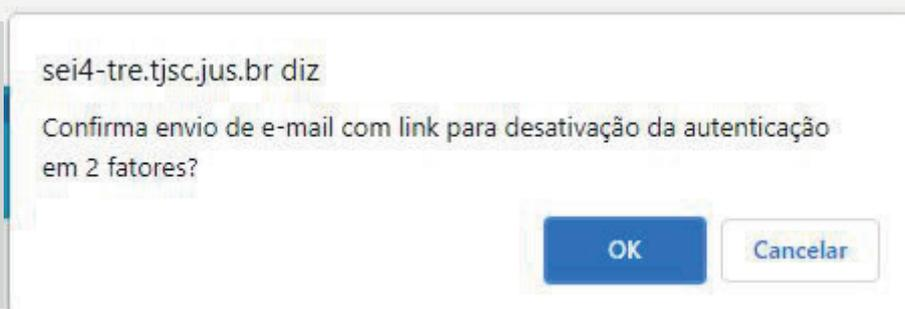 sei4-tre.tjsc.jus.br diz
Confirma envio de e-mail com link para desativação da autenticação
em 2 fatores?
OK
Cancelar